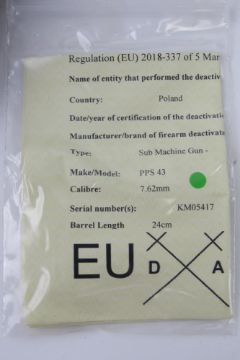 Regulation (EU) 2018-337 of 5 Mar
Name of entity that performed the deactiv
Country: Poland
Date/year of certification of the deactivati
Manufacturer/brand of firearm deactivate
Type: Sub Machine Gun -
Make/Model: PPS 43
Calibre: 7.62mm
Serial number(s): KM05417
Barrel Length 24cm
EU D A